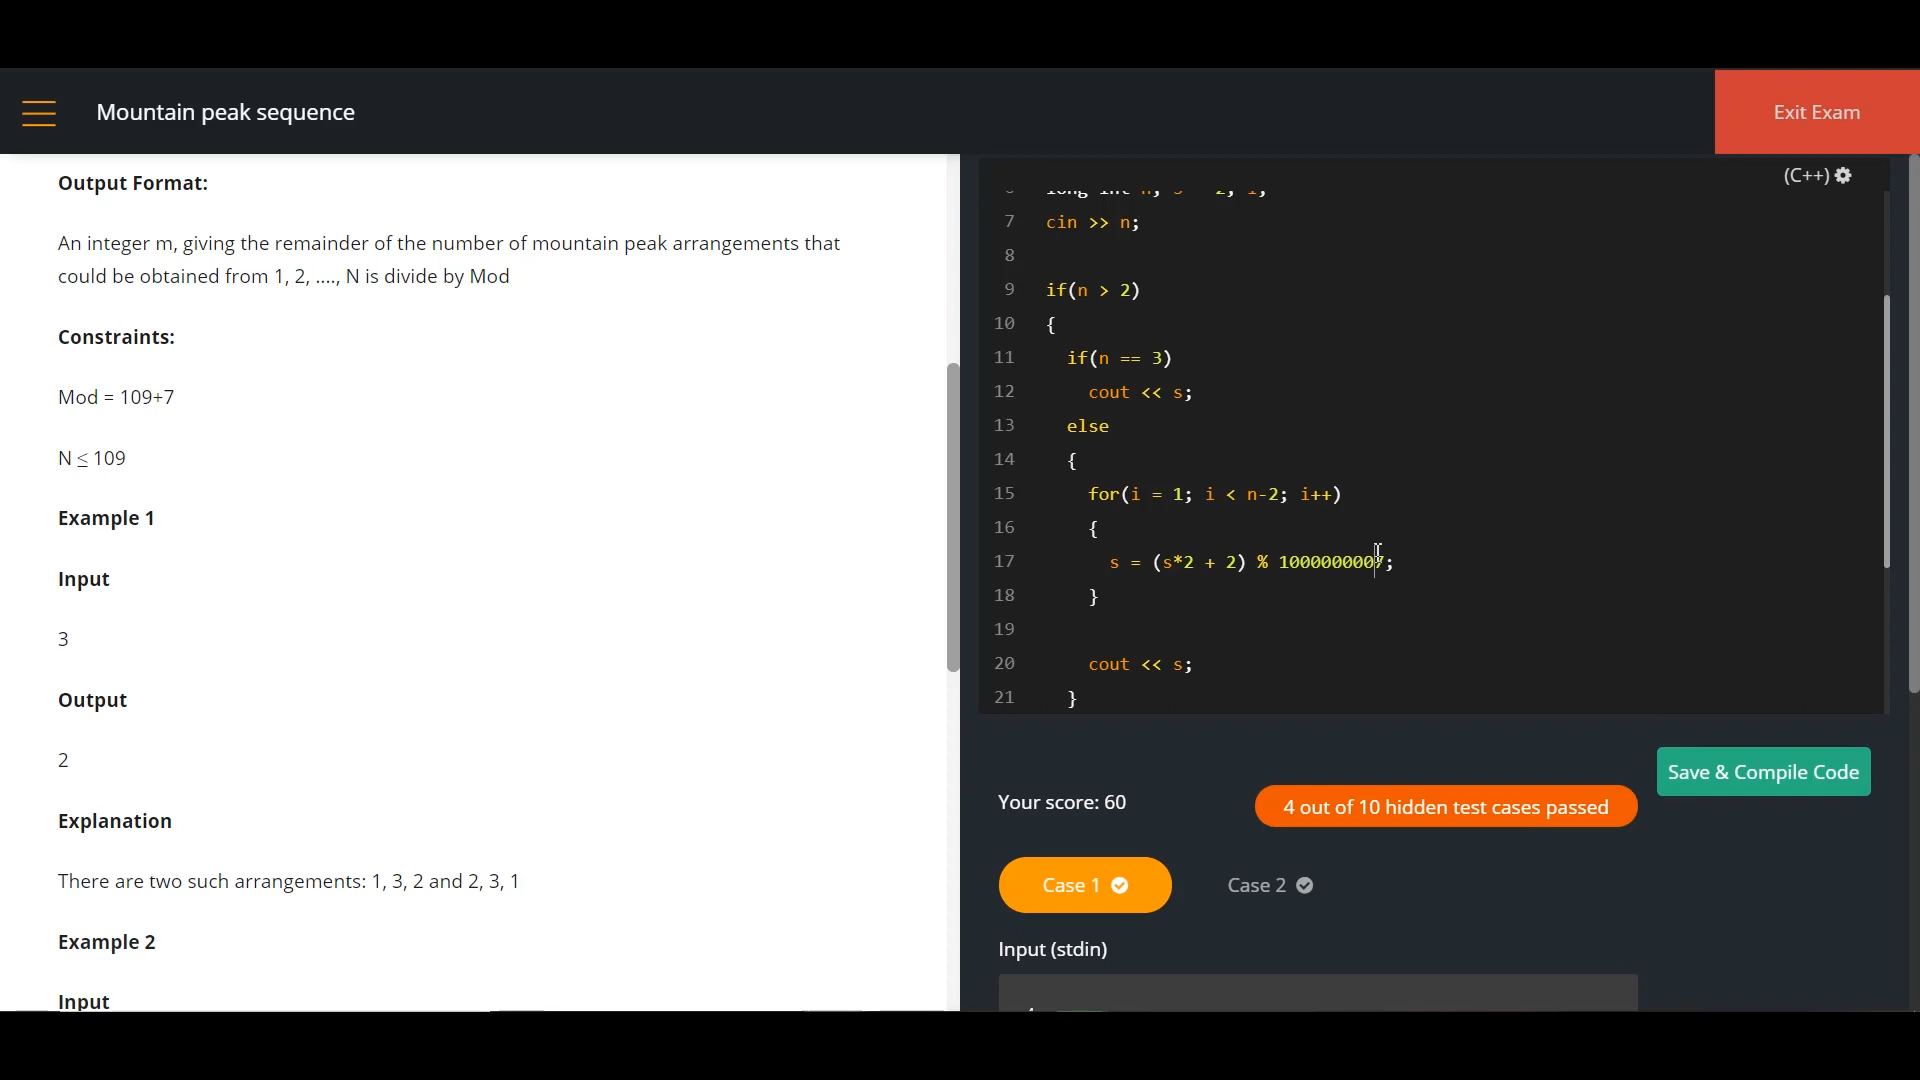 Mountain peak sequence
Exit Exam
Output Format:
An integer m, giving the remainder of the number of mountain peak arrangements that
could be obtained from 1, 2, ...., N is divide by Mod
Constraints:
Mod = 109+7
N ≤ 109
Example 1
Input
3
Output
2
Explanation
There are two such arrangements: 1, 3, 2 and 2, 3, 1
Example 2
Input
(C++)
7 cin >> n;
8
9 if(n > 2)
10 {
11 if(n == 3)
12 cout << s;
13 else
14 {
15 for(i = 1; i < n-2; i++)
16 {
17 s = (s*2 + 2) % 1000000007;
18 }
19
20 cout << s;
21 }
Save & Compile Code
Your score: 60
4 out of 10 hidden test cases passed
Case 1
Case 2
Input (stdin)